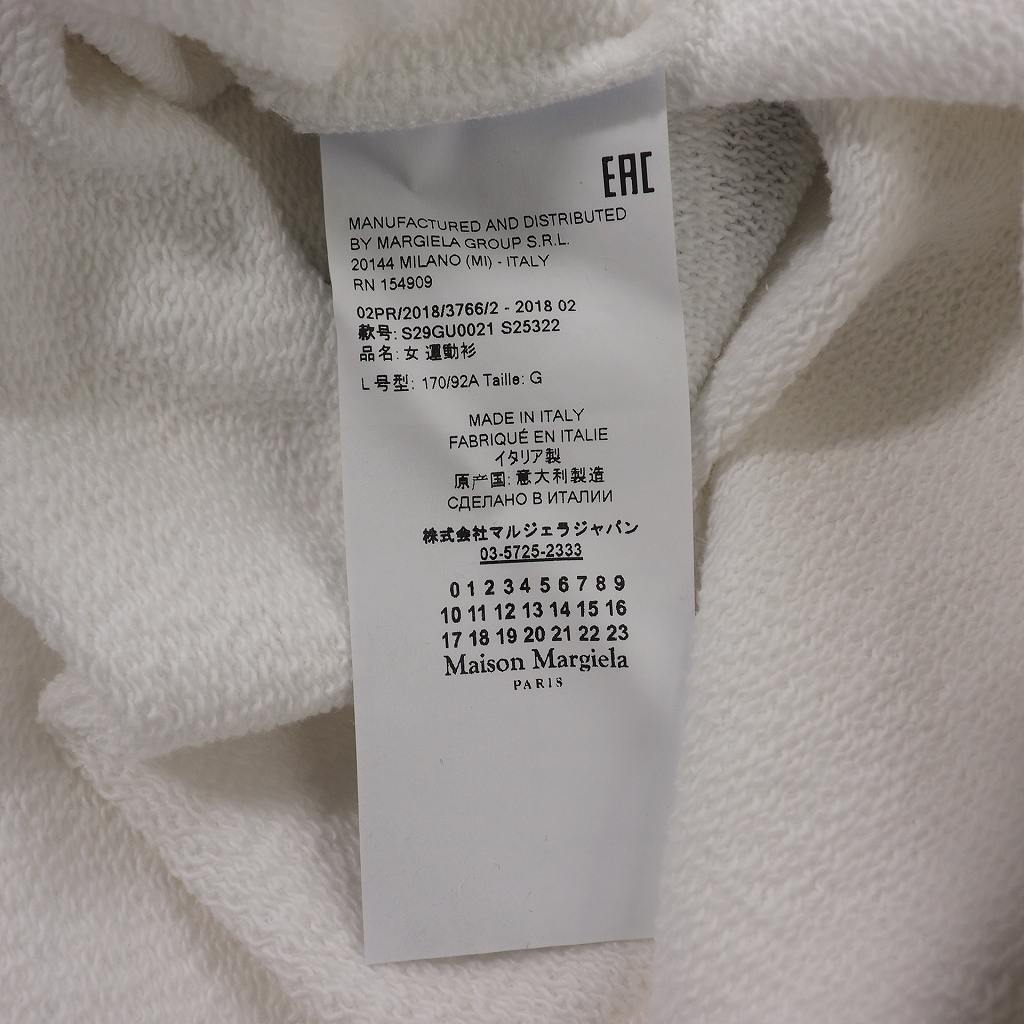 EAC
MANUFACTURED AND DISTRIBUTED
BY MARGIELA GROUP S.R.L.
20144 MILANO (MI) - ITALY
RN 154909
02PR/2018/3766/2 - 2018 02
款号: S29GU0021 S25322
品名: 女 運動衫
L 号型: 170/92A Taille: G
MADE IN ITALY
FABRIQUÉ EN ITALIE
イタリア製
原产国: 意大利製造
СДЕЛАНО В ИТАЛИИ
株式会社マルジェラジャパン
03-5725-2333
0 1 2 3 4 5 6 7 8 9
10 11 12 13 14 15 16
17 18 19 20 21 22 23
Maison Margiela
PARIS